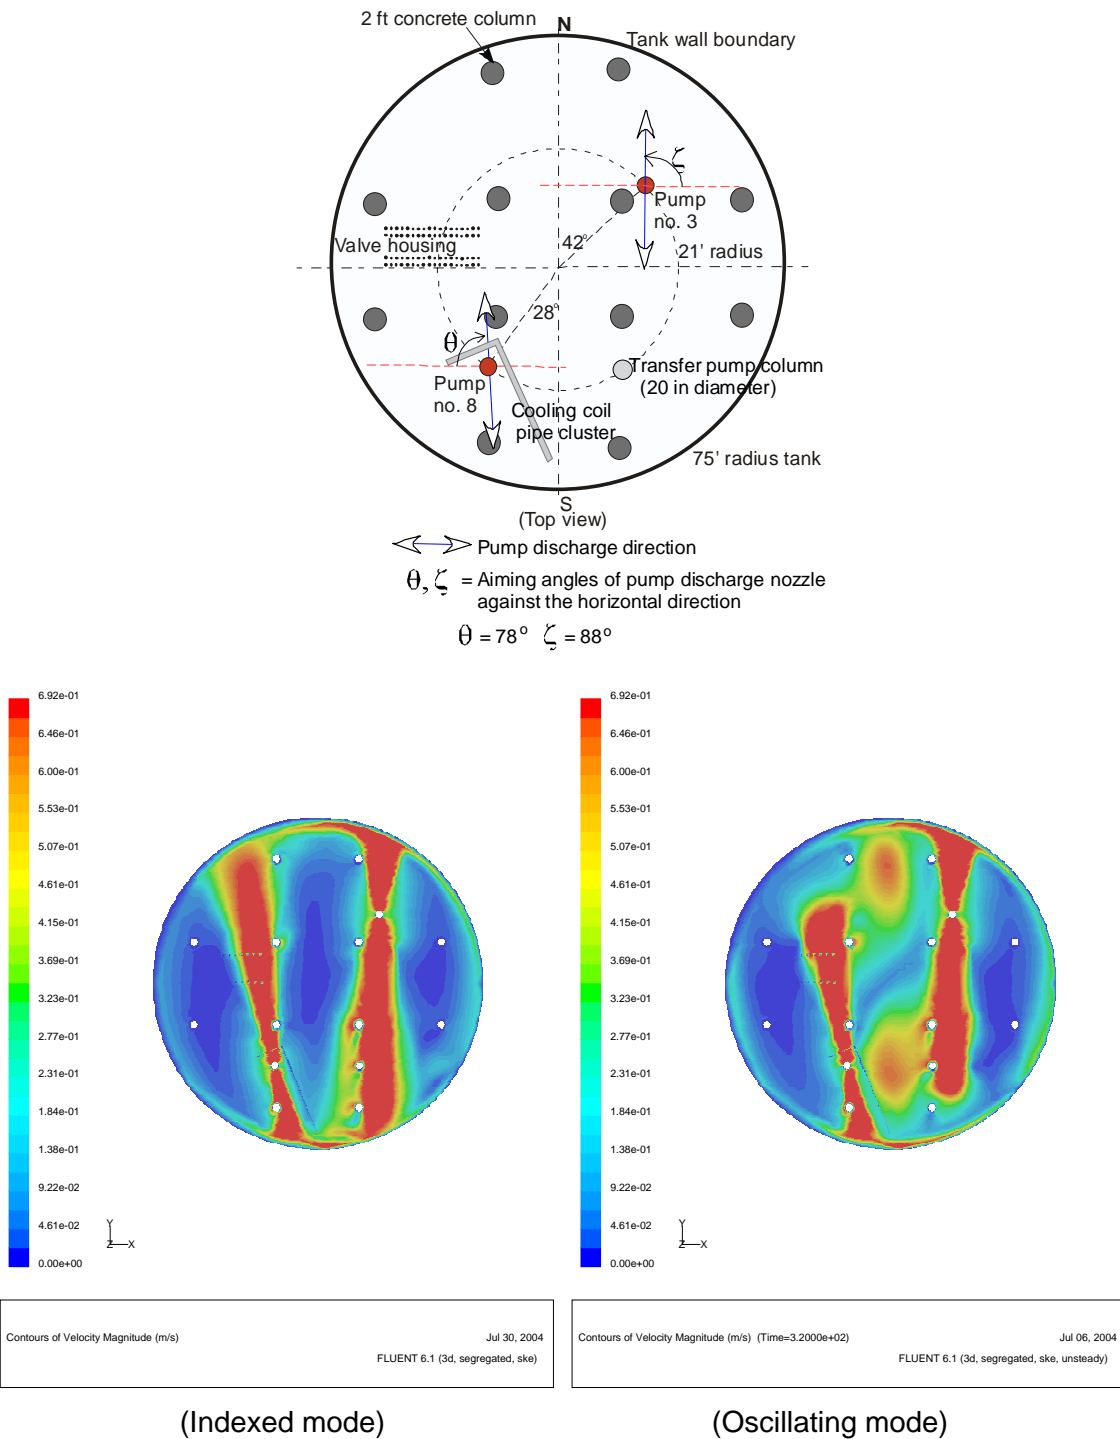 2 ft concrete column
N
Tank wall boundary
ζ
Pump
no. 3
42°
21' radius
Valve housing
28°
θ
Transfer pump column
(20 in diameter)
Pump
no. 8
Cooling coil
pipe cluster
75' radius tank
S
(Top view)
Pump discharge direction
θ, ζ = Aiming angles of pump discharge nozzle
against the horizontal direction
θ = 78° ζ = 88°
6.92e-01
6.46e-01
6.00e-01
5.53e-01
5.07e-01
4.61e-01
4.15e-01
3.69e-01
3.23e-01
2.77e-01
2.31e-01
1.84e-01
1.38e-01
9.22e-02
4.61e-02
0.00e+00
Y
Z X
Contours of Velocity Magnitude (m/s) Jul 30, 2004
FLUENT 6.1 (3d, segregated, ske)
(Indexed mode)
6.92e-01
6.46e-01
6.00e-01
5.53e-01
5.07e-01
4.61e-01
4.15e-01
3.69e-01
3.23e-01
2.77e-01
2.31e-01
1.84e-01
1.38e-01
9.22e-02
4.61e-02
0.00e+00
Y
Z X
Contours of Velocity Magnitude (m/s) (Time=3.2000e+02) Jul 06, 2004
FLUENT 6.1 (3d, segregated, ske, unsteady)
(Oscillating mode)